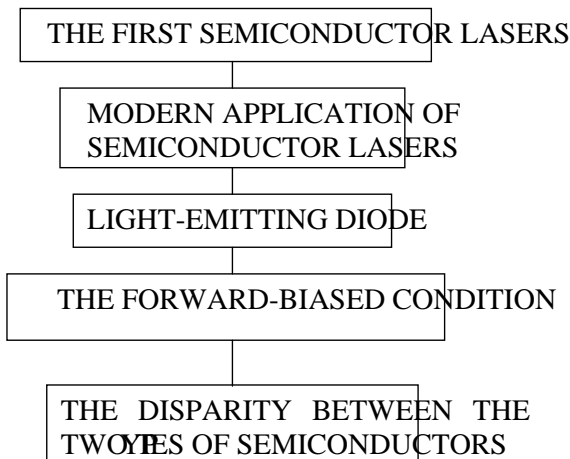 THE FIRST SEMICONDUCTOR LASERS
MODERN APPLICATION OF
SEMICONDUCTOR LASERS
LIGHT-EMITTING DIODE
THE FORWARD-BIASED CONDITION
THE DISPARITY BETWEEN THE
TWO OF SEMICONDUCTORS